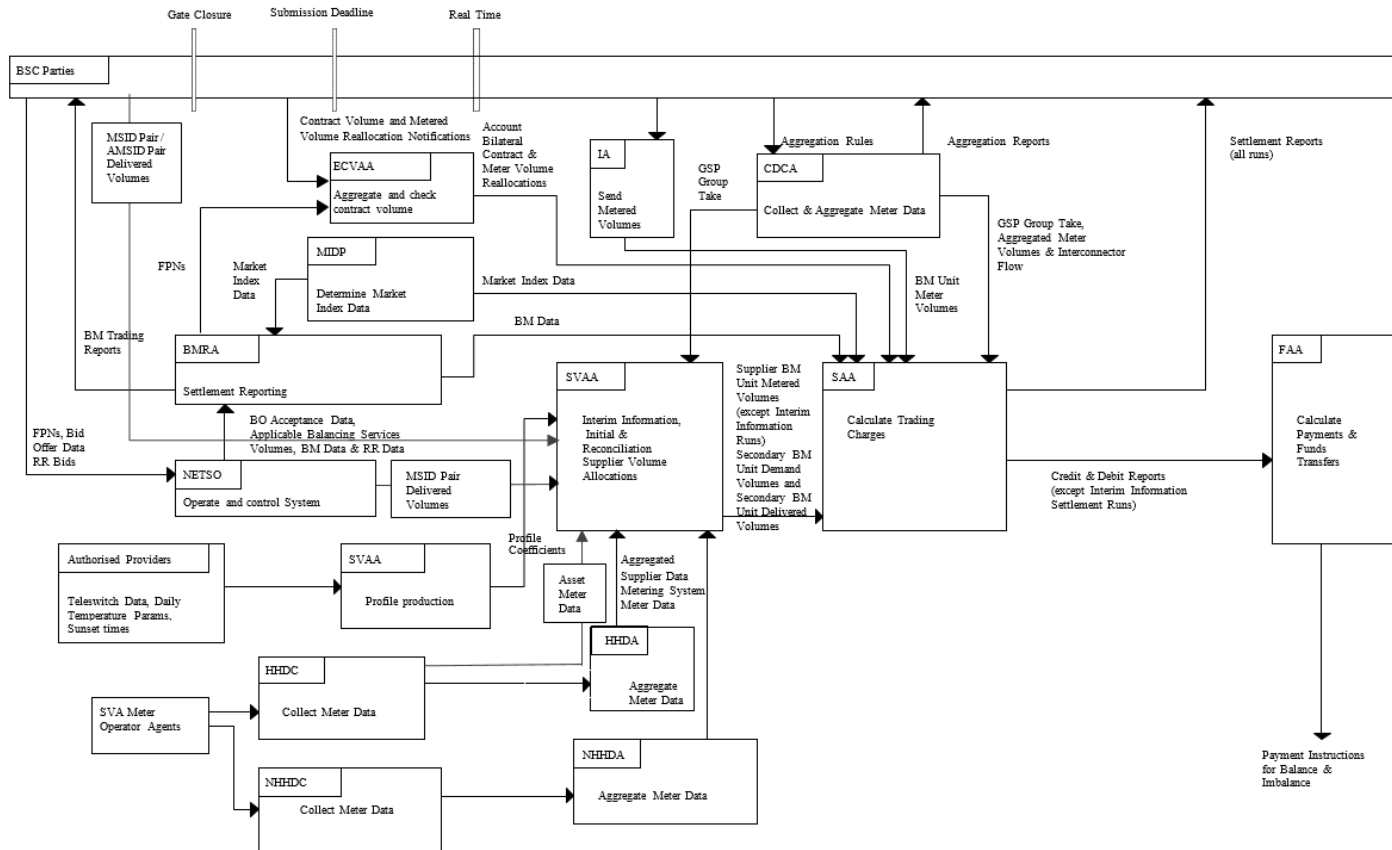 Gate Closure
Submission Deadline
Real Time
BSC Parties
MSID Pair /
AMSID Pair
Delivered
Volumes
Contract Volume and Metered
Volume Reallocation Notifications
Account
Bilateral
Contract &
Meter Volume
Reallocations
ECVAA
Aggregate and check
contract volume
IA
Send
Metered
Volumes
GSP
Group
Take
Aggregation Rules
Aggregation Reports
CDCA
Collect & Aggregate Meter Data
Settlement Reports
(all runs)
GSP Group Take,
Aggregated Meter
Volumes & Interconnector
Flow
FPNs
Market
Index
Data
MIDP
Determine Market
Index Data
Market Index Data
BM Unit
Meter
Volumes
BM Trading
Reports
BMRA
Settlement Reporting
BM Data
SVAA
Interim Information,
Initial &
Reconciliation
Supplier Volume
Allocations
Supplier BM
Unit Metered
Volumes
(except Interim
Information
Runs)
Secondary BM
Unit Demand
Volumes and
Secondary BM
Unit Delivered
Volumes
SAA
Calculate Trading
Charges
FAA
Calculate
Payments &
Funds
Transfers
FPNs, Bid
Offer Data
RR Bids
BO Acceptance Data,
Applicable Balancing Services
Volumes, BM Data & RR Data
NETSO
Operate and control System
MSID Pair
Delivered
Volumes
Credit & Debit Reports
(except Interim Information
Settlement Runs)
Authorised Providers
Teleswitch Data, Daily
Temperature Params,
Sunset times
SVAA
Profile production
Profile
Coefficients
Asset
Meter
Data
Aggregated
Supplier Data
Metering System
Meter Data
HHDA
Aggregate
Meter Data
HHDC
Collect Meter Data
SVA Meter
Operator Agents
NHHDC
Collect Meter Data
NHHDA
Aggregate Meter Data
Payment Instructions
for Balance &
Imbalance